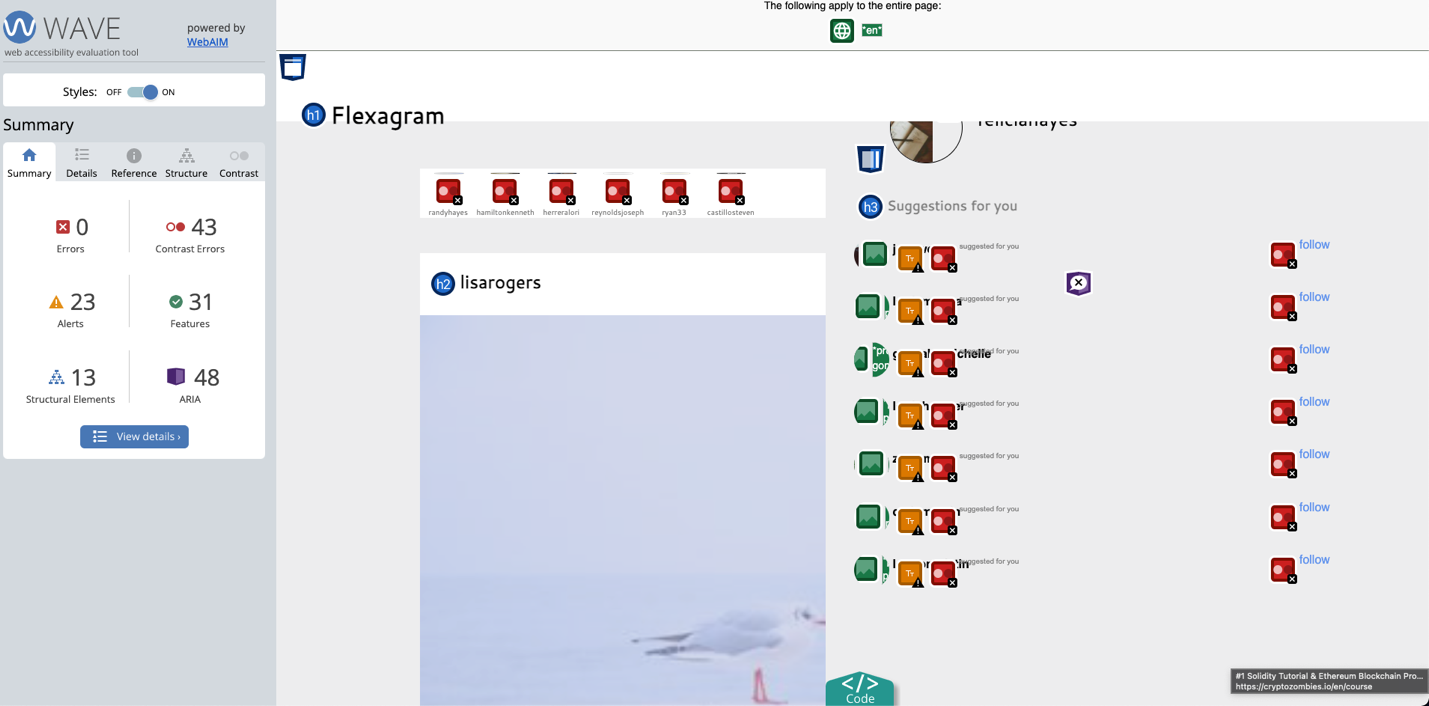 WAVE
web accessibility evaluation tool
powered by
WebAIM
Styles: OFF ON
Summary
Summary Details Reference Structure Contrast
0
Errors
43
Contrast Errors
23
Alerts
31
Features
13
Structural Elements
48
ARIA
View details ›
The following apply to the entire page:
"en"
h1 Flexagram
randyhayes hamiltonkenneth herreralori reynoldsjoseph ryan33 castillosteven
h2 lisarogers
h3 Suggestions for you
suggested for you follow
suggested for you follow
suggested for you follow
suggested for you follow
suggested for you follow
suggested for you follow
suggested for you follow
</> Code
#1 Solidity Tutorial & Ethereum Blockchain Pro...
https://cryptozombies.io/en/course